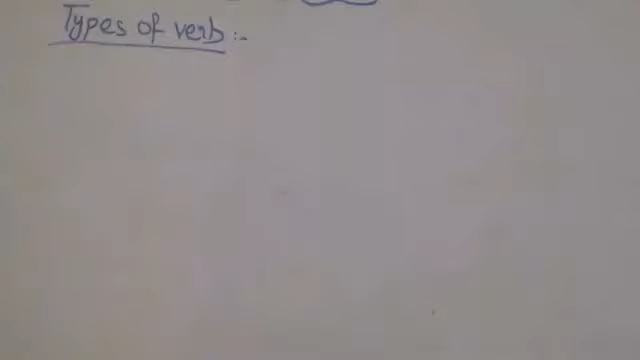 Types of verb :-